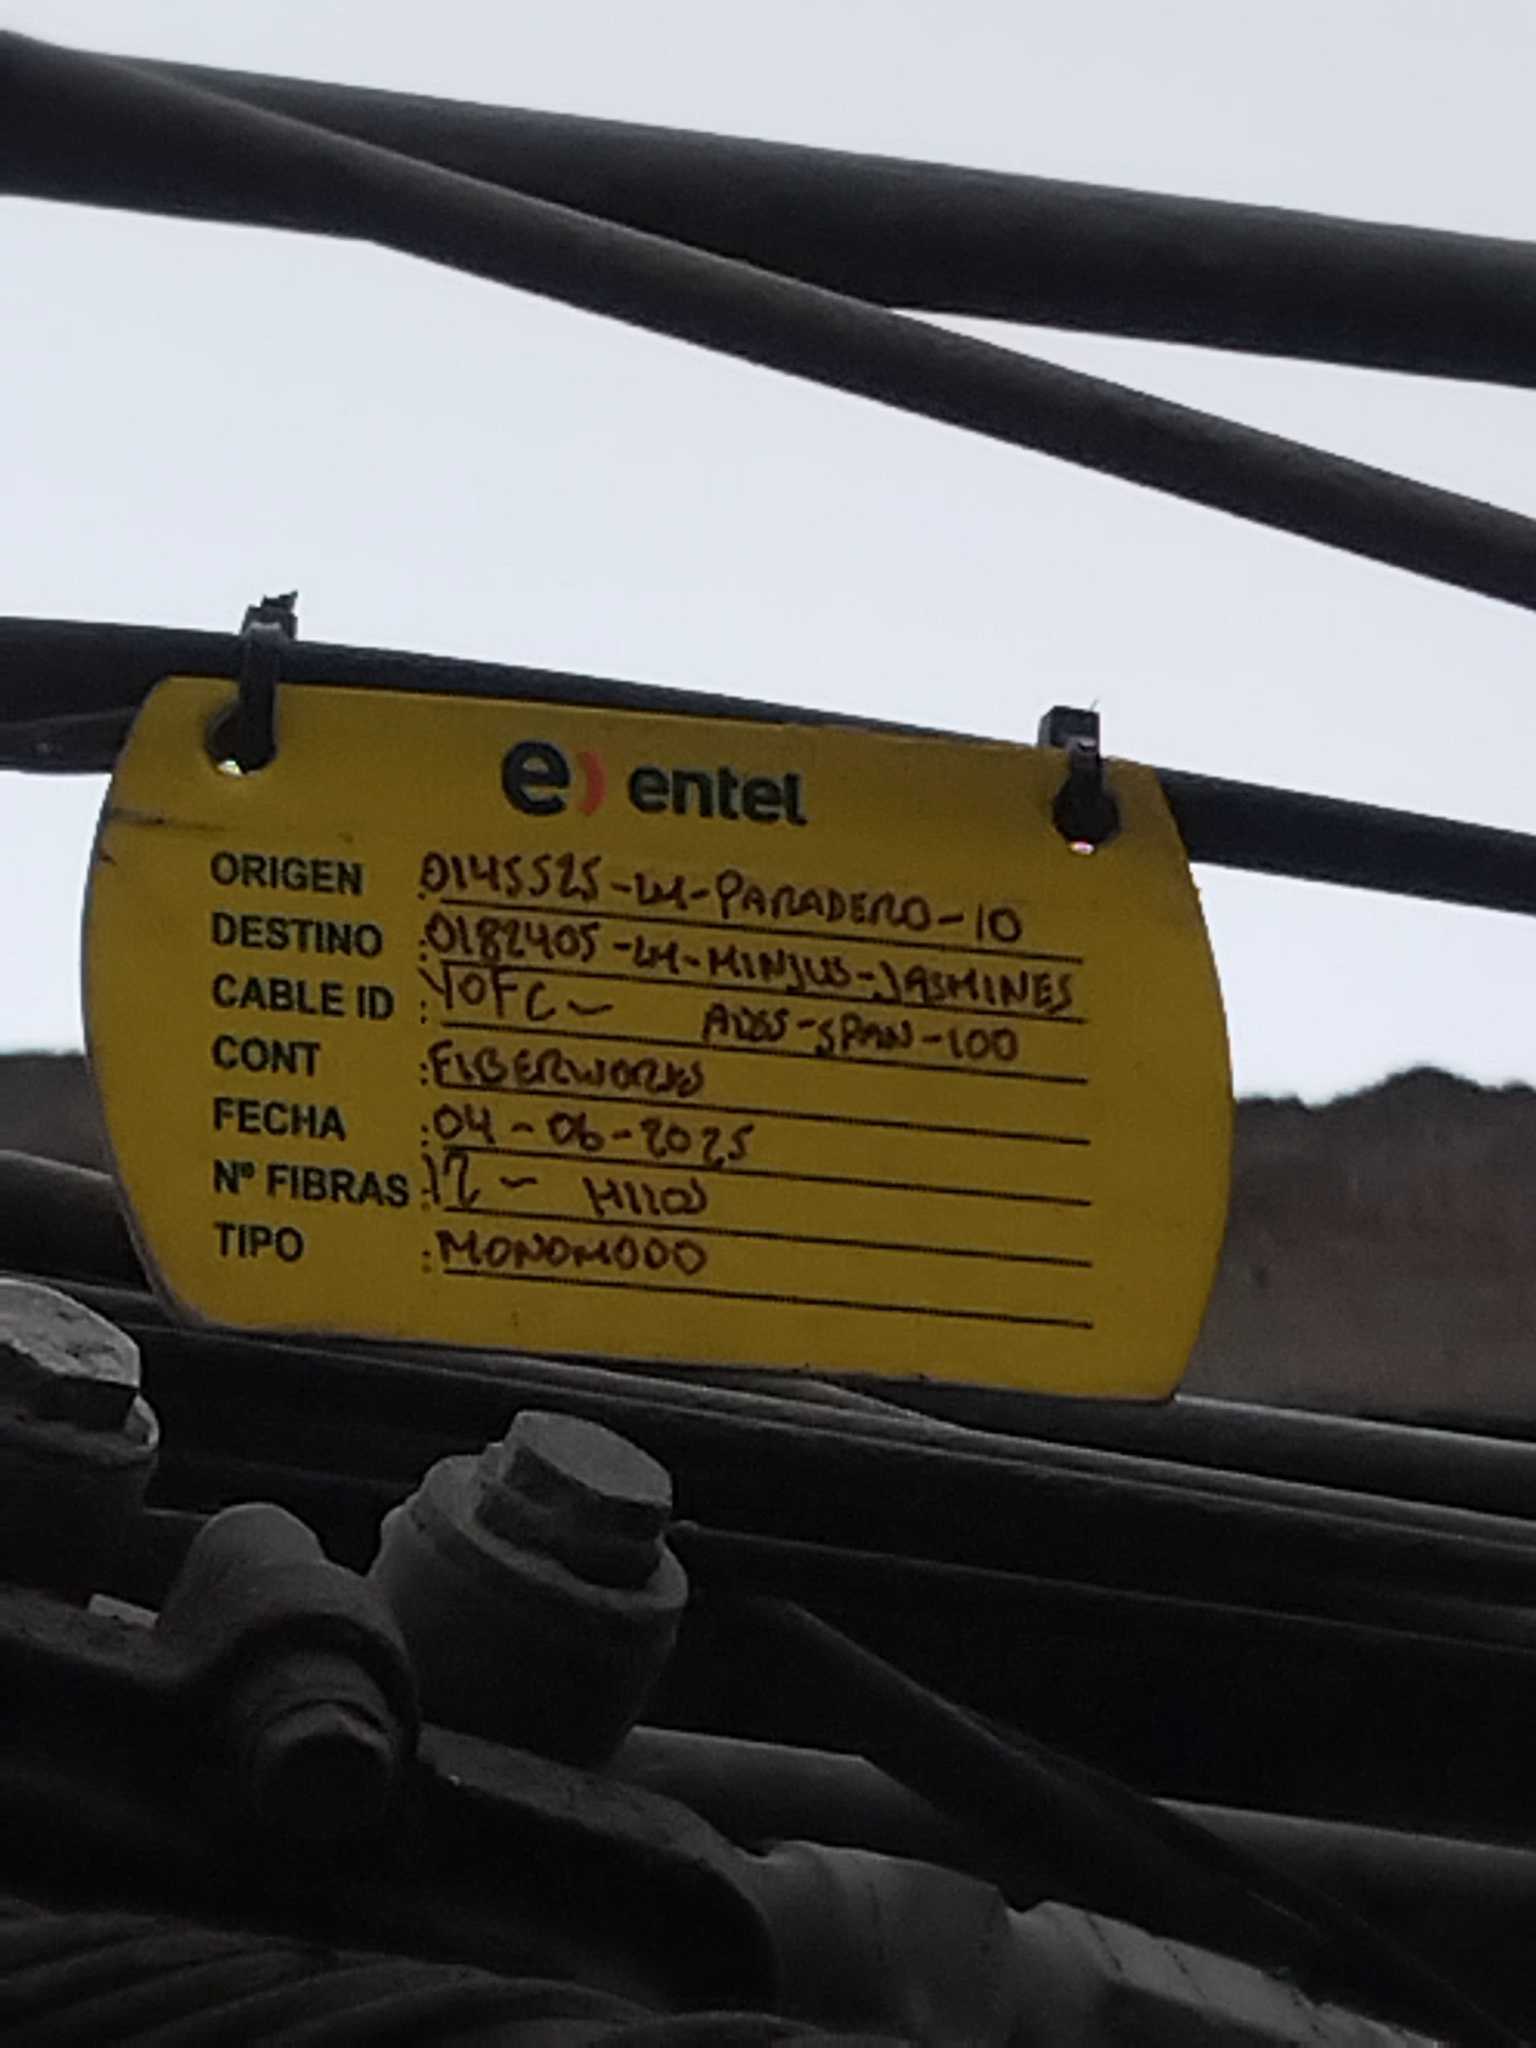 e) entel
ORIGEN : 0145525-LM-PARADERO-10
DESTINO : 0182405-LM-MINJUS-JASMINES
CABLE ID : YOFC - ADSS-SPAN-100
CONT : FIBERWORKS
FECHA : 04-06-2025
Nº FIBRAS : 12 - HILOS
TIPO : MONOMODO